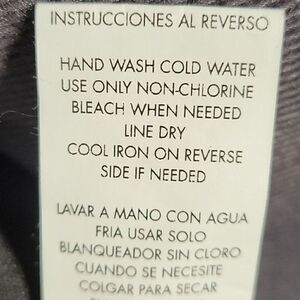 INSTRUCCIONES AL REVERSO
HAND WASH COLD WATER
USE ONLY NON-CHLORINE
BLEACH WHEN NEEDED
LINE DRY
COOL IRON ON REVERSE
SIDE IF NEEDED
LAVAR A MANO CON AGUA
FRIA USAR SOLO
BLANQUEADOR SIN CLORO
CUANDO SE NECESITE
COLGAR PARA SECAR